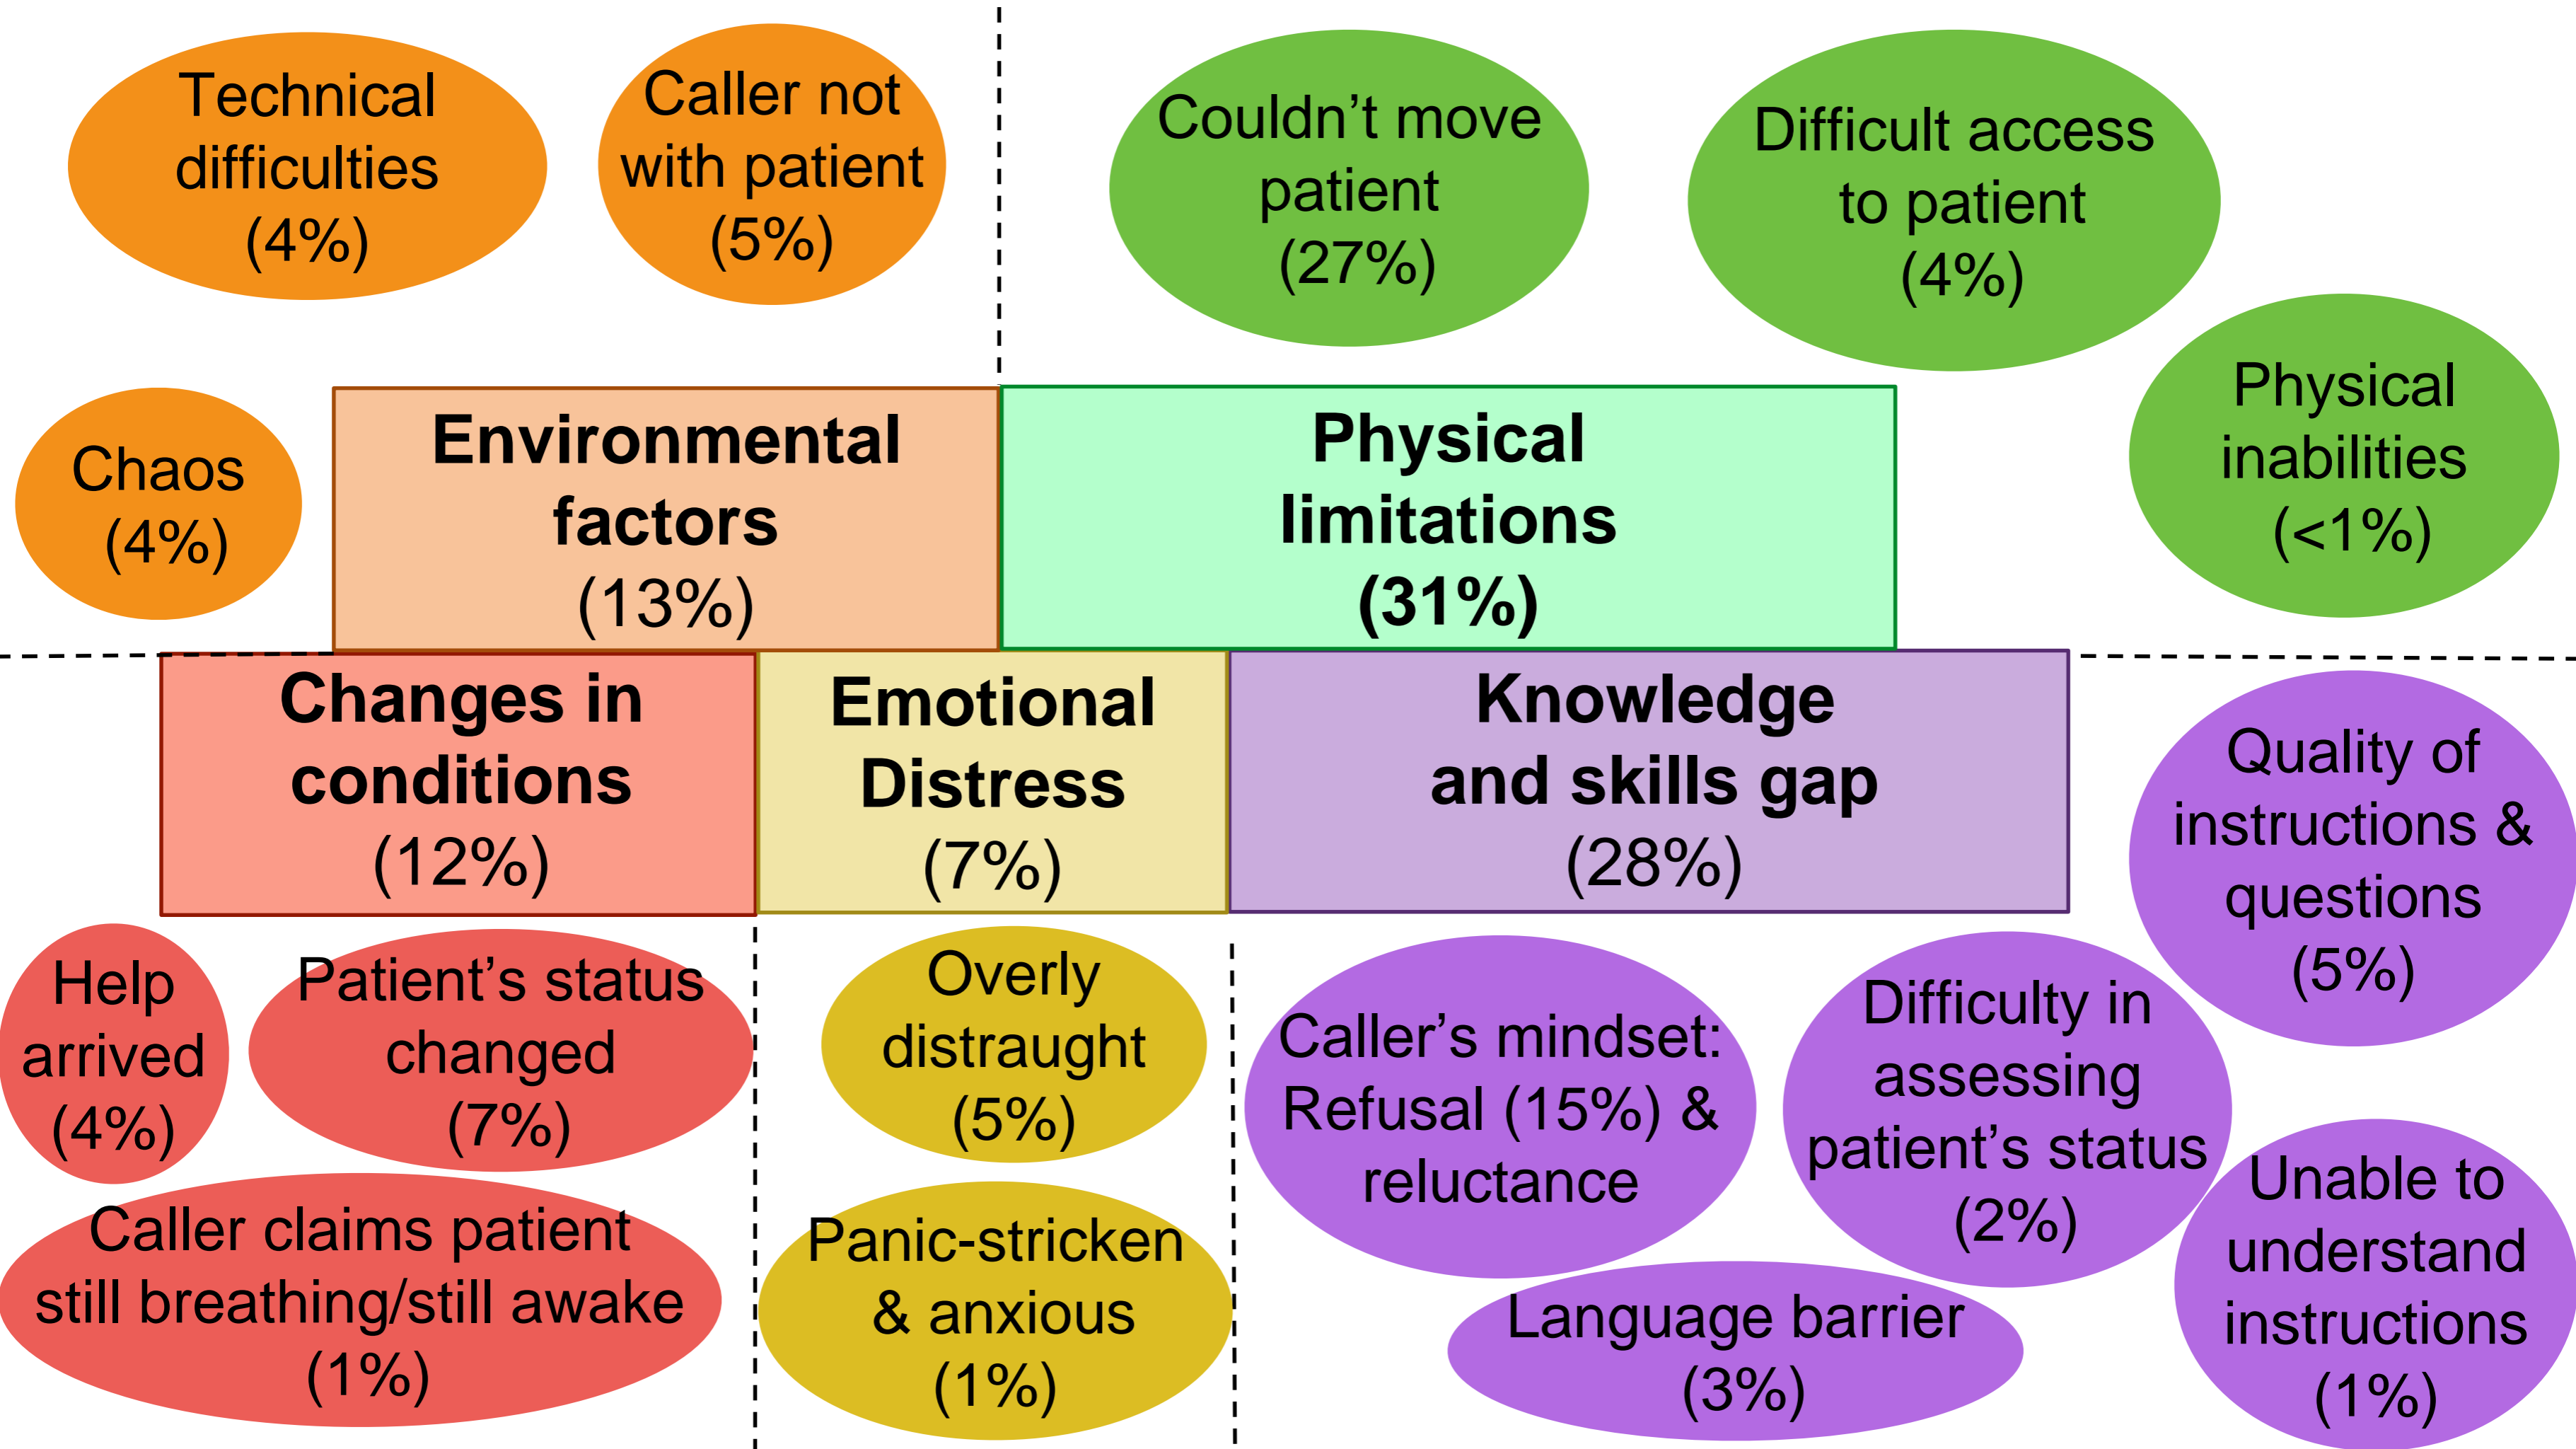 Technical
difficulties
(4%)
Caller not
with patient
(5%)
Couldn’t move
patient
(27%)
Difficult access
to patient
(4%)
Physical
inabilities
(<1%)
Chaos
(4%)
Environmental
factors
(13%)
Physical
limitations
(31%)
Changes in
conditions
(12%)
Emotional
Distress
(7%)
Knowledge
and skills gap
(28%)
Quality of
instructions &
questions
(5%)
Help
arrived
(4%)
Patient’s status
changed
(7%)
Overly
distraught
(5%)
Caller’s mindset:
Refusal (15%) &
reluctance
Difficulty in
assessing
patient’s status
(2%)
Unable to
understand
instructions
(1%)
Caller claims patient
still breathing/still awake
(1%)
Panic-stricken
& anxious
(1%)
Language barrier
(3%)